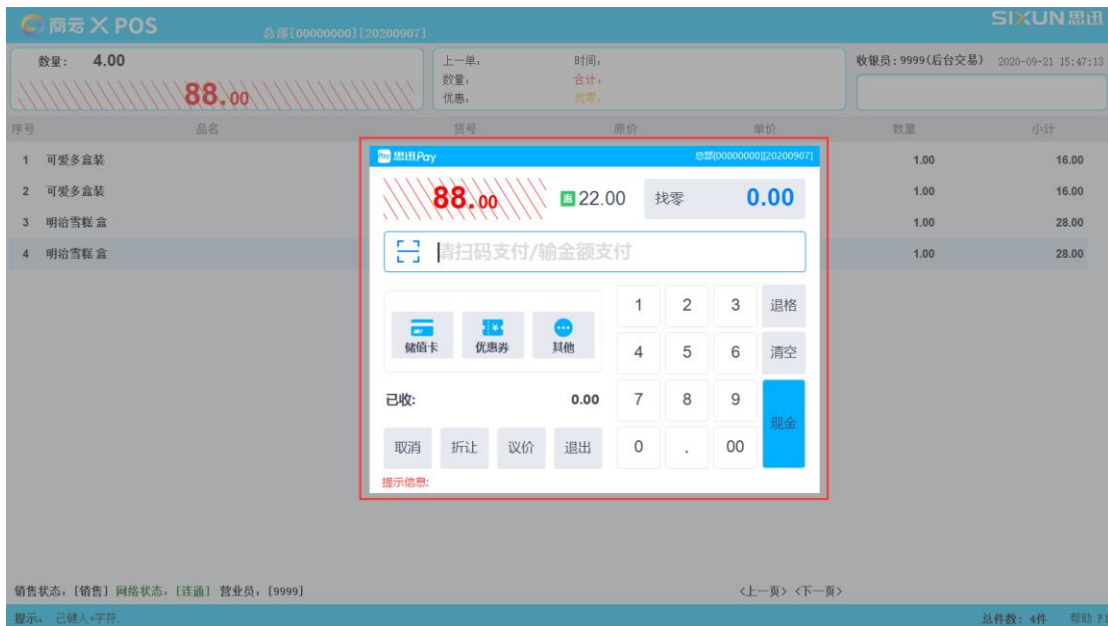 商云 X POS
总部[00000000][20200907]
SIXUN思迅
数量: 4.00
88.00
上一单:
时间:
数量:
合计:
优惠:
找零:
收银员:9999(后台交易) 2020-09-21 15:47:13
序号 品名 货号 原价 单价 数量 小计
1 可爱多盒装 1.00 16.00
2 可爱多盒装 1.00 16.00
3 明治雪糕 盒 1.00 28.00
4 明治雪糕 盒 1.00 28.00
Pay 思迅Pay 总部[00000000][20200907]
88.00 惠 22.00 找零 0.00
请扫码支付/输金额支付
储值卡 优惠券 其他
已收: 0.00
取消 折让 议价 退出
1 2 3 退格
4 5 6 清空
7 8 9 现金
0 . 00
提示信息:
销售状态: [销售] 网络状态: [连通] 营业员: [9999]
<上一页> <下一页>
提示: 已键入+字符.
总件数: 4件 帮助